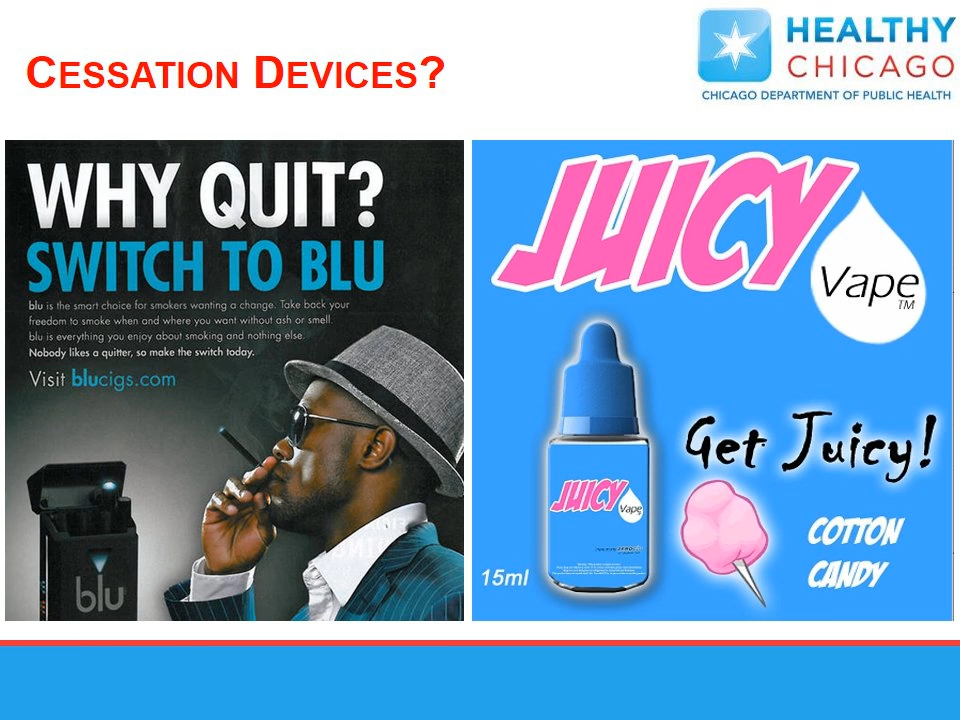 CESSATION DEVICES?
HEALTHY
CHICAGO
CHICAGO DEPARTMENT OF PUBLIC HEALTH
WHY QUIT?
SWITCH TO BLU
blu is the smart choice for smokers wanting a change. Take back your
freedom to smoke when and where you want without ash or smell.
blu is everything you enjoy about smoking and nothing else.
Nobody likes a quitter, so make the switch today.
Visit blucigs.com
blu
JUICY
Vape
TM
Get Juicy!
JUICY
Vape
15ml
COTTON
CANDY